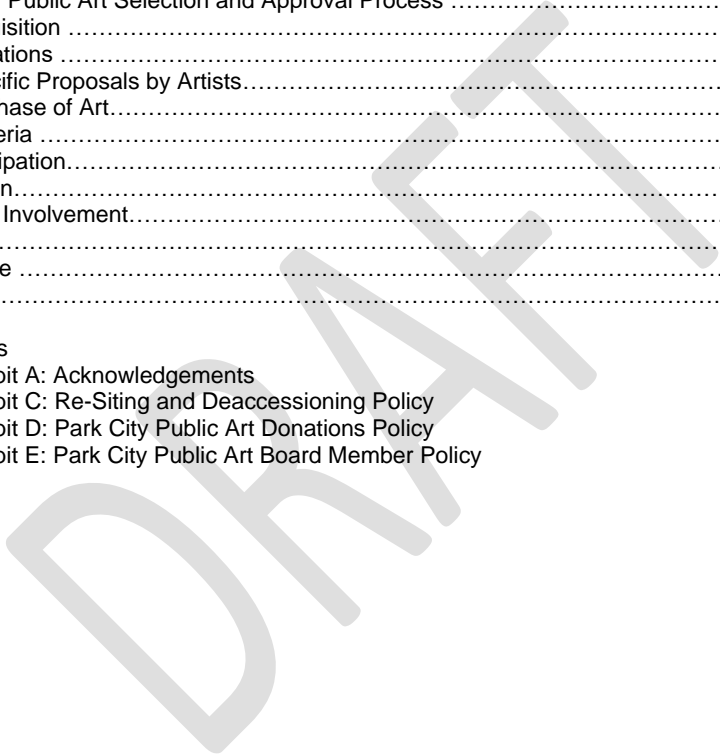 Public Art Selection and Approval Process ……………………………………
isition ……………………………………………………………………………………
ations ……………………………………………………………………………………
ific Proposals by Artists……………………………………………………………
hase of Art………………………………………………………………………………
eria ………………………………………………………………………………………
ipation……………………………………………………………………………………
n……………………………………………………………………………………………
Involvement……………………………………………………………………………
……………………………………………………………………………………………
e …………………………………………………………………………………………
……………………………………………………………………………………………
s
bit A: Acknowledgements
bit C: Re-Siting and Deaccessioning Policy
bit D: Park City Public Art Donations Policy
bit E: Park City Public Art Board Member Policy
DRAFT